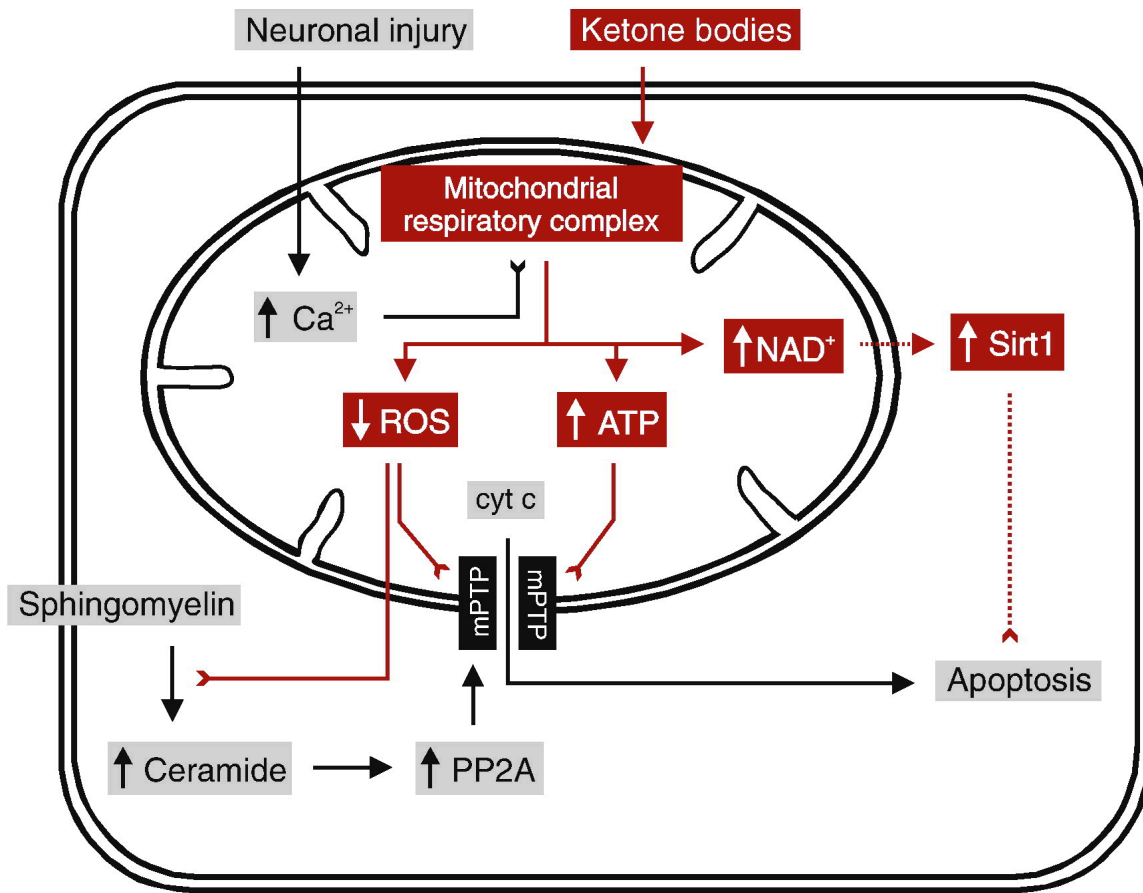 Neuronal injury
Ketone bodies
Mitochondrial
respiratory complex
↑ Ca²⁺
↑ NAD⁺
↑ Sirt1
↓ ROS
↑ ATP
cyt c
mPTP
mPTP
Sphingomyelin
Apoptosis
↑ Ceramide
↑ PP2A